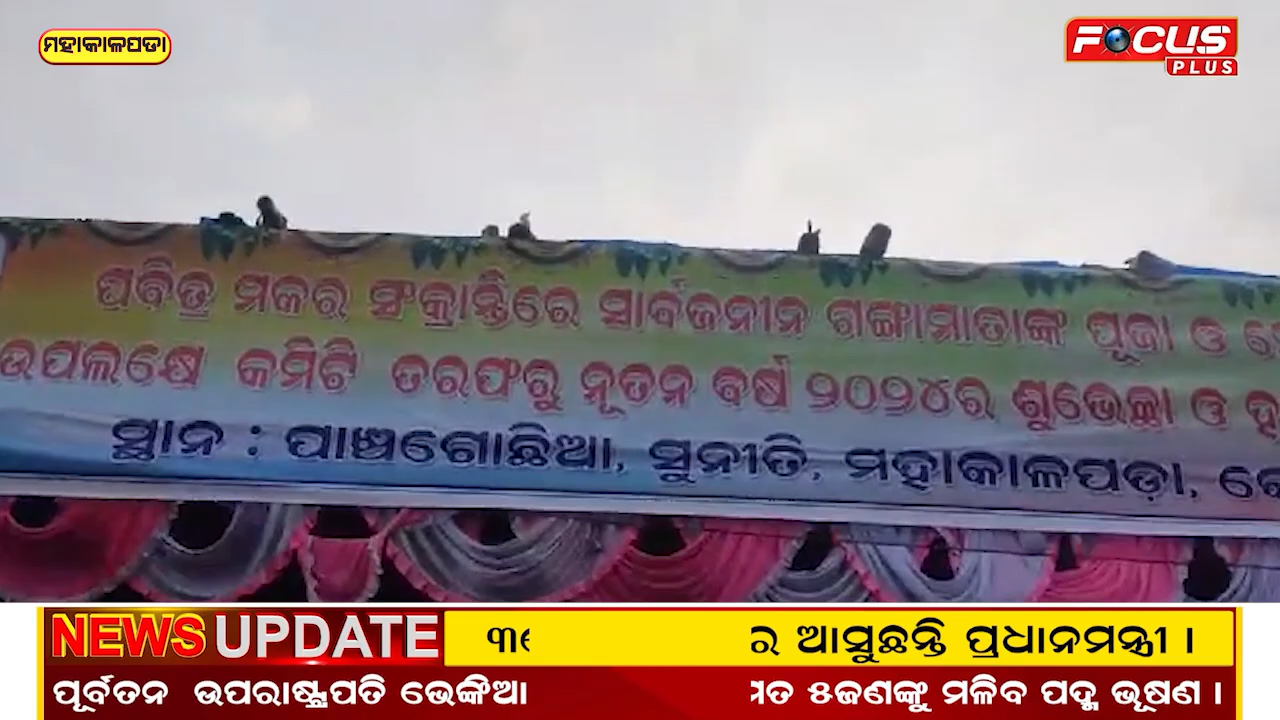 ମହାକାଳପଡା
FOCUS
PLUS
ପବିତ୍ର ମକର ସଂକ୍ରାନ୍ତିରେ ସାର୍ବଜନୀନ ଗଙ୍ଗାମାତାଙ୍କ ପୂଜା ଓ
ଉପଲକ୍ଷେ କମିଟି ତରଫରୁ ନୂତନ ବର୍ଷ ୨୦୨୪ର ଶୁଭେଚ୍ଛା ଓ
ସ୍ଥାନ : ପାଞ୍ଚଗୋଛିଆ, ସୁନୀତି, ମହାକାଳପଡ଼ା,
NEWS UPDATE
ର ଆସୁଛନ୍ତି ପ୍ରଧାନମନ୍ତ୍ରୀ ।
ପୂର୍ବତନ ଉପରାଷ୍ଟ୍ରପତି ଭେଙ୍କିଆ ମତ ୫ଜଣଙ୍କୁ ମିଳିବ ପଦ୍ମ ଭୂଷଣ ।